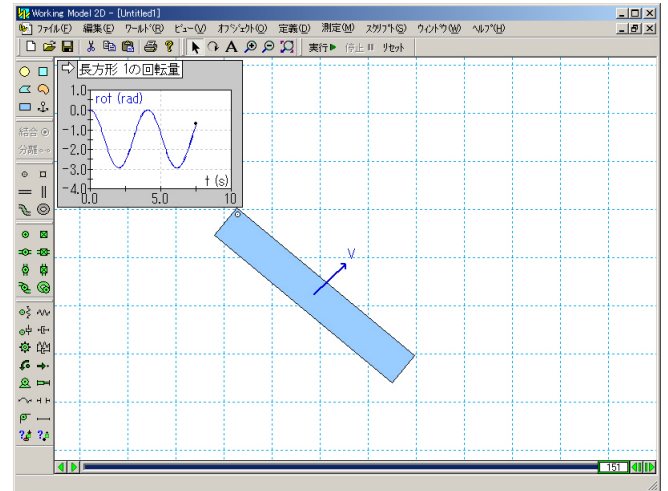 Working Model 2D - [Untitled1]
ファイル(F) 編集(E) ワールド(R) ビュー(V) オブジェクト(O) 定義(D) 測定(M) スクリプト(S) ウィンドウ(W) ヘルプ(H)
A 実行 停止 リセット
長方形 1の回転量
rot (rad)
1.0
0.0
-1.0
-2.0
-3.0
-4.0
t (s)
0.0 5.0 10
結合
分離
V
151